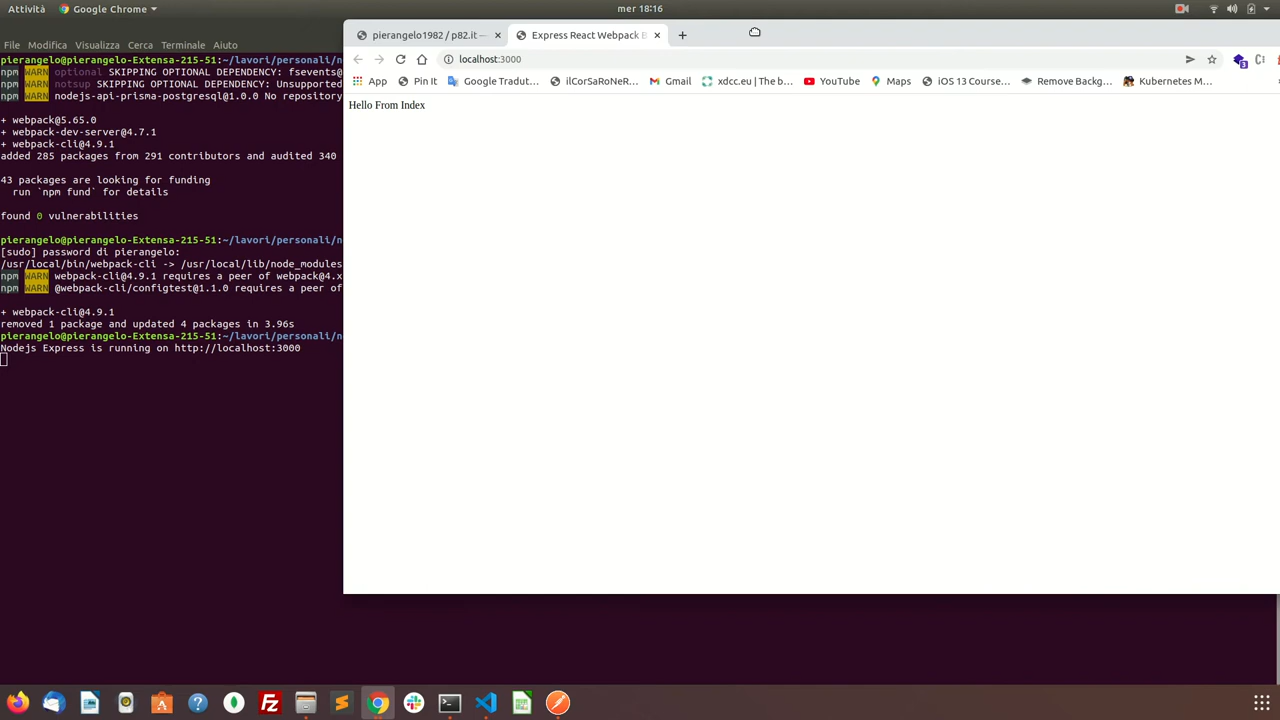 Attività
Google Chrome
mer 18:16
File Modifica Visualizza Cerca Terminale Aiuto
pierangelo@pierangelo-Extensa-215-51:~/lavori/personali/n
npm WARN optional SKIPPING OPTIONAL DEPENDENCY: fsevents@
npm WARN notsup SKIPPING OPTIONAL DEPENDENCY: Unsupported
npm WARN nodejs-api-prisma-postgresql@1.0.0 No repository
+ webpack@5.65.0
+ webpack-dev-server@4.7.1
+ webpack-cli@4.9.1
added 285 packages from 291 contributors and audited 340
43 packages are looking for funding
run `npm fund` for details
found 0 vulnerabilities
pierangelo@pierangelo-Extensa-215-51:~/lavori/personali/n
[sudo] password di pierangelo:
/usr/local/bin/webpack-cli -> /usr/local/lib/node_modules
npm WARN webpack-cli@4.9.1 requires a peer of webpack@4.x
npm WARN @webpack-cli/configtest@1.1.0 requires a peer of
+ webpack-cli@4.9.1
removed 1 package and updated 4 packages in 3.96s
pierangelo@pierangelo-Extensa-215-51:~/lavori/personali/n
Nodejs Express is running on http://localhost:3000
pierangelo1982 / p82.it —
Express React Webpack B
localhost:3000
App Pin It Google Tradut... ilCorSaRoNeR... Gmail xdcc.eu | The b... YouTube Maps iOS 13 Course... Remove Backg... Kubernetes M...
Hello From Index